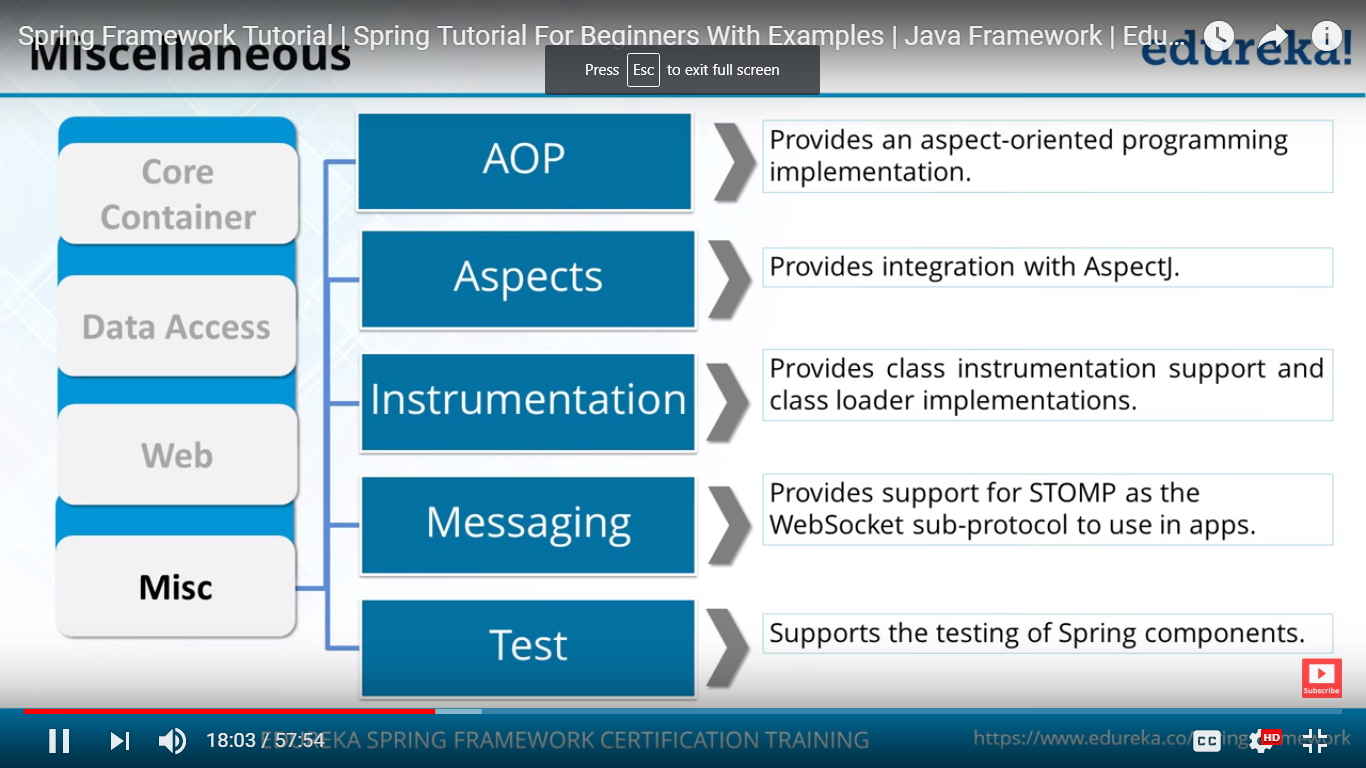 Spring Framework Tutorial | Spring Tutorial For Beginners With Examples | Java Framework | Edu...
Miscellaneous
edureka!
Press Esc to exit full screen
Core
Container
Data Access
Web
Misc
AOP
Provides an aspect-oriented programming
implementation.
Aspects
Provides integration with AspectJ.
Instrumentation
Provides class instrumentation support and
class loader implementations.
Messaging
Provides support for STOMP as the
WebSocket sub-protocol to use in apps.
Test
Supports the testing of Spring components.
Subscribe
18:03 / 57:54
EDUREKA SPRING FRAMEWORK CERTIFICATION TRAINING
https://www.edureka.co/
CC
HD